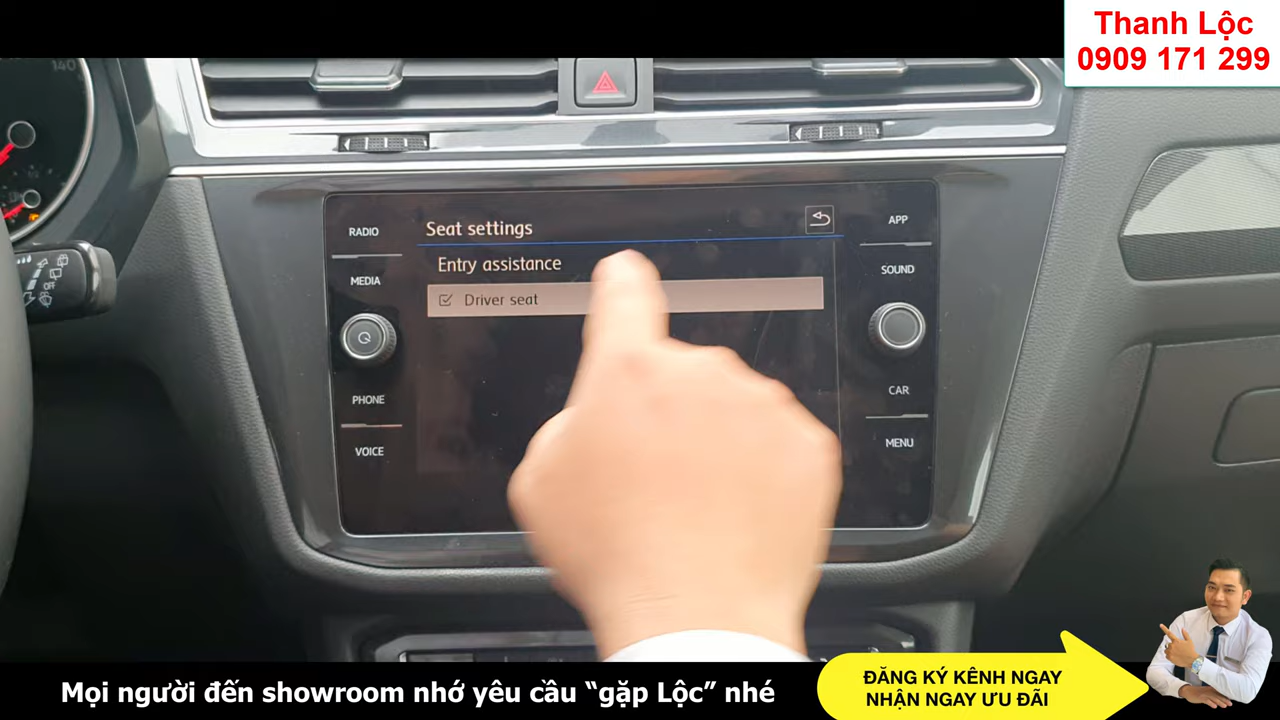 Thanh Lộc
0909 171 299
140
OFF
RADIO
MEDIA
PHONE
VOICE
Seat settings
Entry assistance
Driver seat
APP
SOUND
CAR
MENU
ĐĂNG KÝ KÊNH NGAY
NHẬN NGAY ƯU ĐÃI
Mọi người đến showroom nhớ yêu cầu “gặp Lộc” nhé